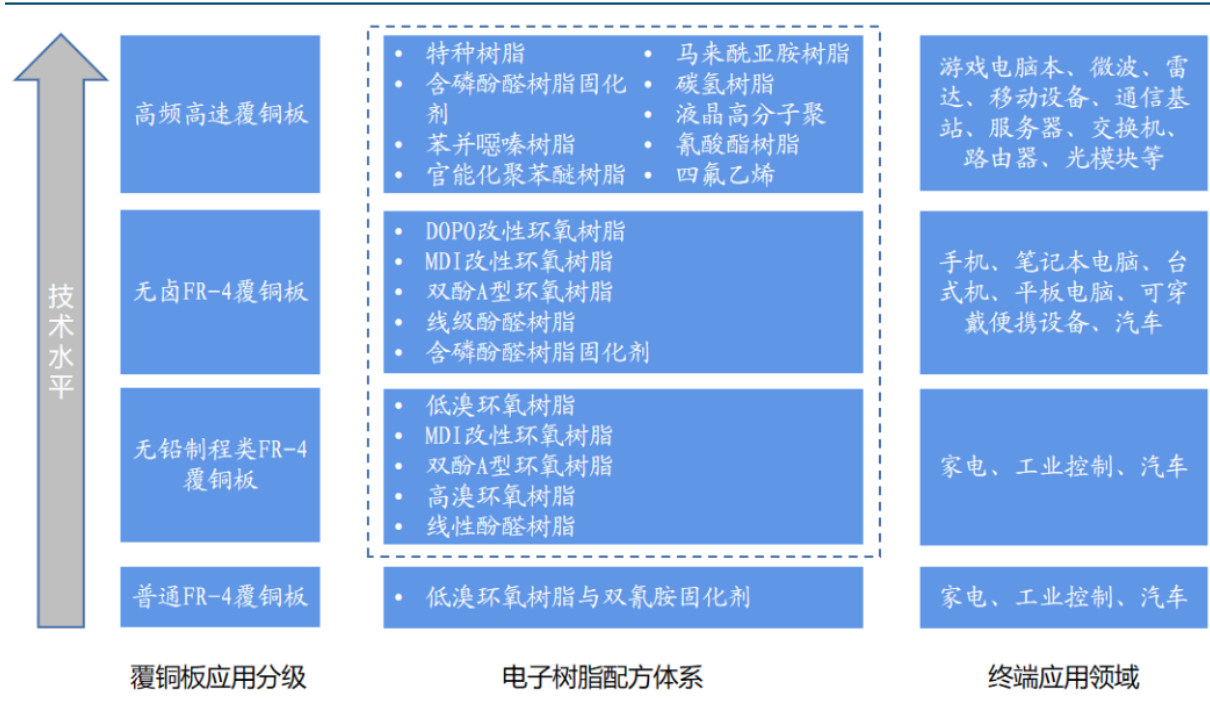 技术水平
高频高速覆铜板
• 特种树脂
• 含磷酚醛树脂固化
剂
• 苯并噁嗪树脂
• 官能化聚苯醚树脂
• 马来酰亚胺树脂
• 碳氢树脂
• 液晶高分子聚
• 氰酸酯树脂
• 四氟乙烯
游戏电脑本、微波、雷
达、移动设备、通信基
站、服务器、交换机、
路由器、光模块等
无卤FR-4覆铜板
• DOPO改性环氧树脂
• MDI改性环氧树脂
• 双酚A型环氧树脂
• 线级酚醛树脂
• 含磷酚醛树脂固化剂
手机、笔记本电脑、台
式机、平板电脑、可穿
戴便携设备、汽车
无铅制程类FR-4
覆铜板
• 低溴环氧树脂
• MDI改性环氧树脂
• 双酚A型环氧树脂
• 高溴环氧树脂
• 线性酚醛树脂
家电、工业控制、汽车
普通FR-4覆铜板
• 低溴环氧树脂与双氰胺固化剂
家电、工业控制、汽车
覆铜板应用分级
电子树脂配方体系
终端应用领域